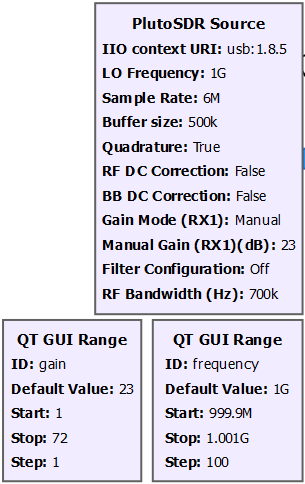 PlutoSDR Source
IIO context URI: usb:1.8.5
LO Frequency: 1G
Sample Rate: 6M
Buffer size: 500k
Quadrature: True
RF DC Correction: False
BB DC Correction: False
Gain Mode (RX1): Manual
Manual Gain (RX1)(dB): 23
Filter Configuration: Off
RF Bandwidth (Hz): 700k
QT GUI Range
ID: gain
Default Value: 23
Start: 1
Stop: 72
Step: 1
QT GUI Range
ID: frequency
Default Value: 1G
Start: 999.9M
Stop: 1.001G
Step: 100